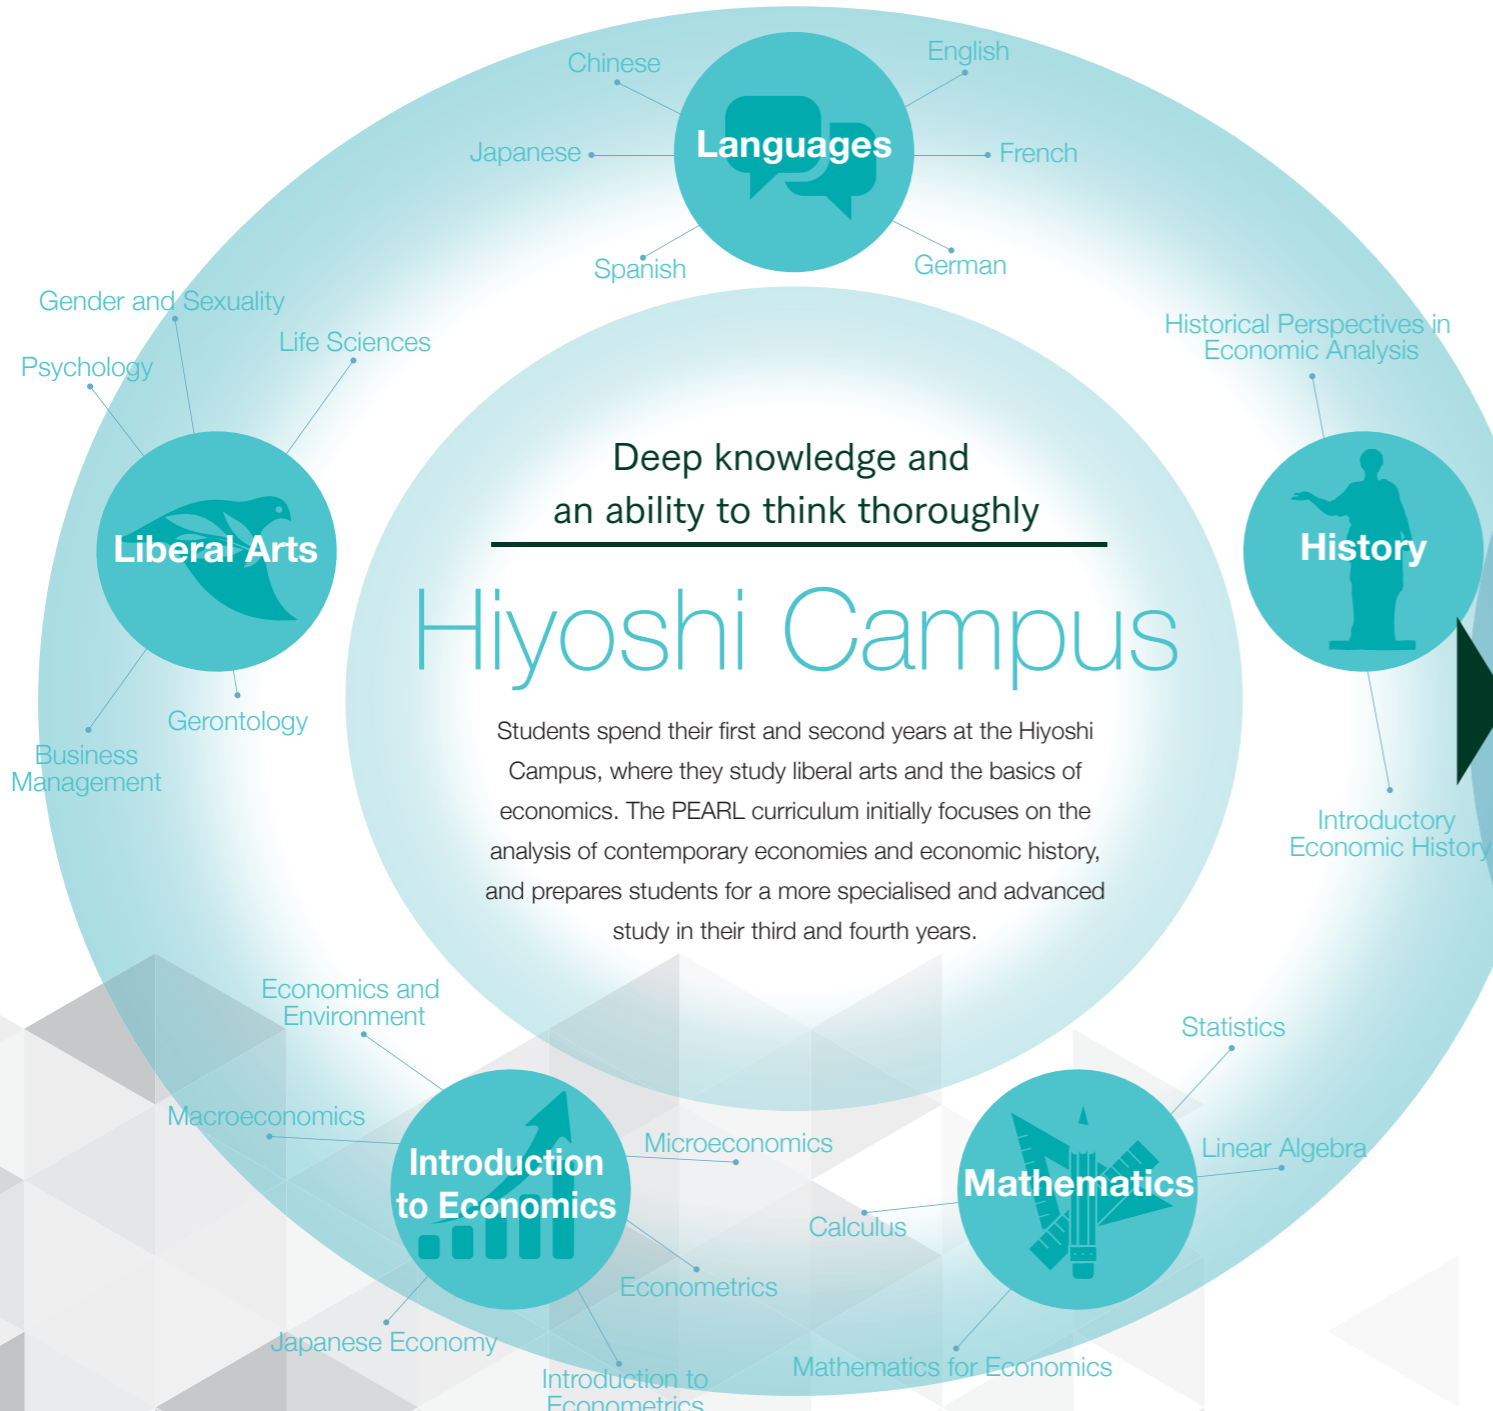 Chinese
English
Languages
Japanese
French
Spanish
German
Gender and Sexuality
Life Sciences
Psychology
Liberal Arts
Gerontology
Business
Management
Historical Perspectives in
Economic Analysis
History
Introductory
Economic History
Deep knowledge and
an ability to think thoroughly
Hiyoshi Campus
Students spend their first and second years at the Hiyoshi
Campus, where they study liberal arts and the basics of
economics. The PEARL curriculum initially focuses on the
analysis of contemporary economies and economic history,
and prepares students for a more specialised and advanced
study in their third and fourth years.
Economics and
Environment
Macroeconomics
Microeconomics
Introduction
to Economics
Econometrics
Japanese Economy
Introduction to
Econometrics
Statistics
Linear Algebra
Mathematics
Calculus
Mathematics for Economics